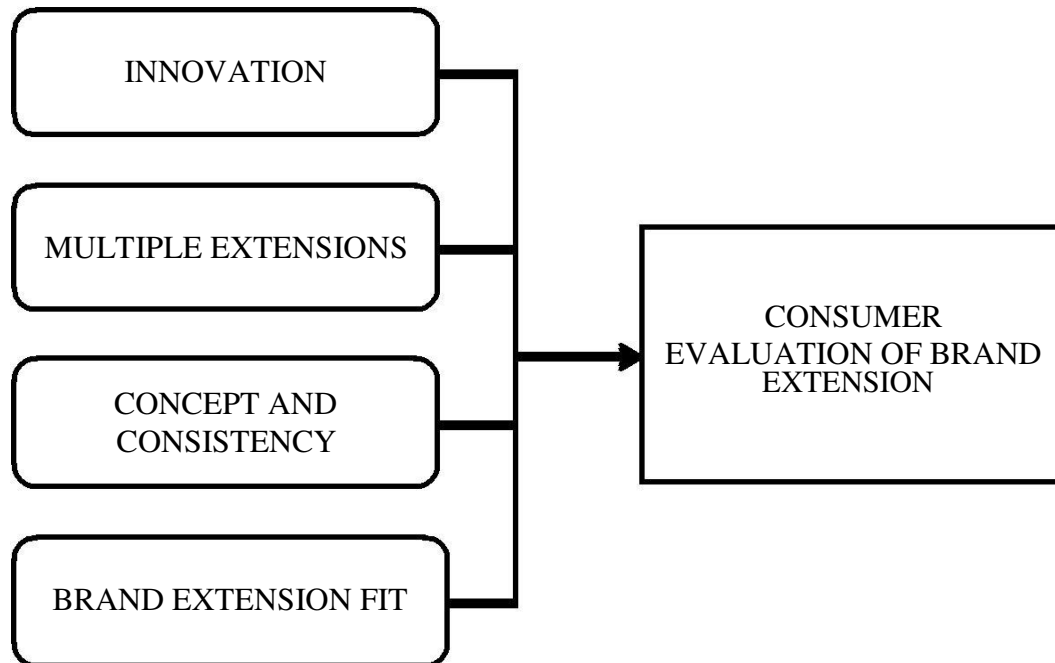 INNOVATION
MULTIPLE EXTENSIONS
CONCEPT AND
CONSISTENCY
BRAND EXTENSION FIT
CONSUMER
EVALUATION OF BRAND
EXTENSION